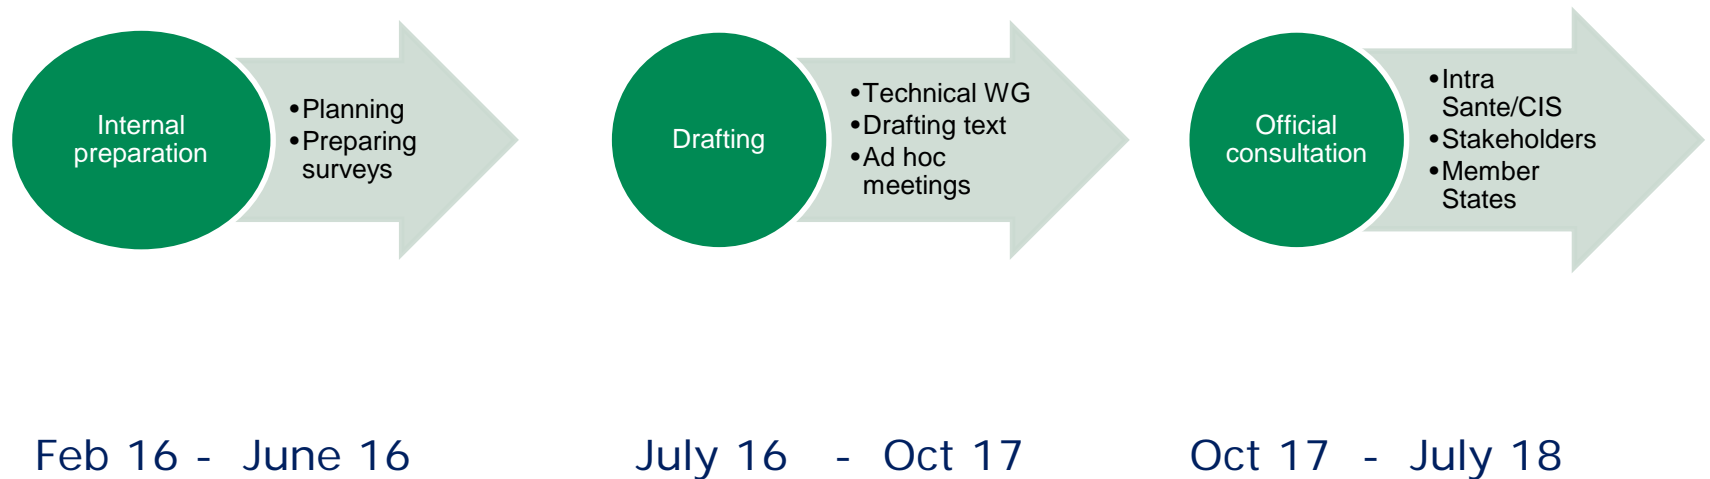 Internal
preparation
•Planning
•Preparing
surveys
Drafting
•Technical WG
•Drafting text
•Ad hoc
meetings
Official
consultation
•Intra
Sante/CIS
•Stakeholders
•Member
States
Feb 16 - June 16
July 16 - Oct 17
Oct 17 - July 18